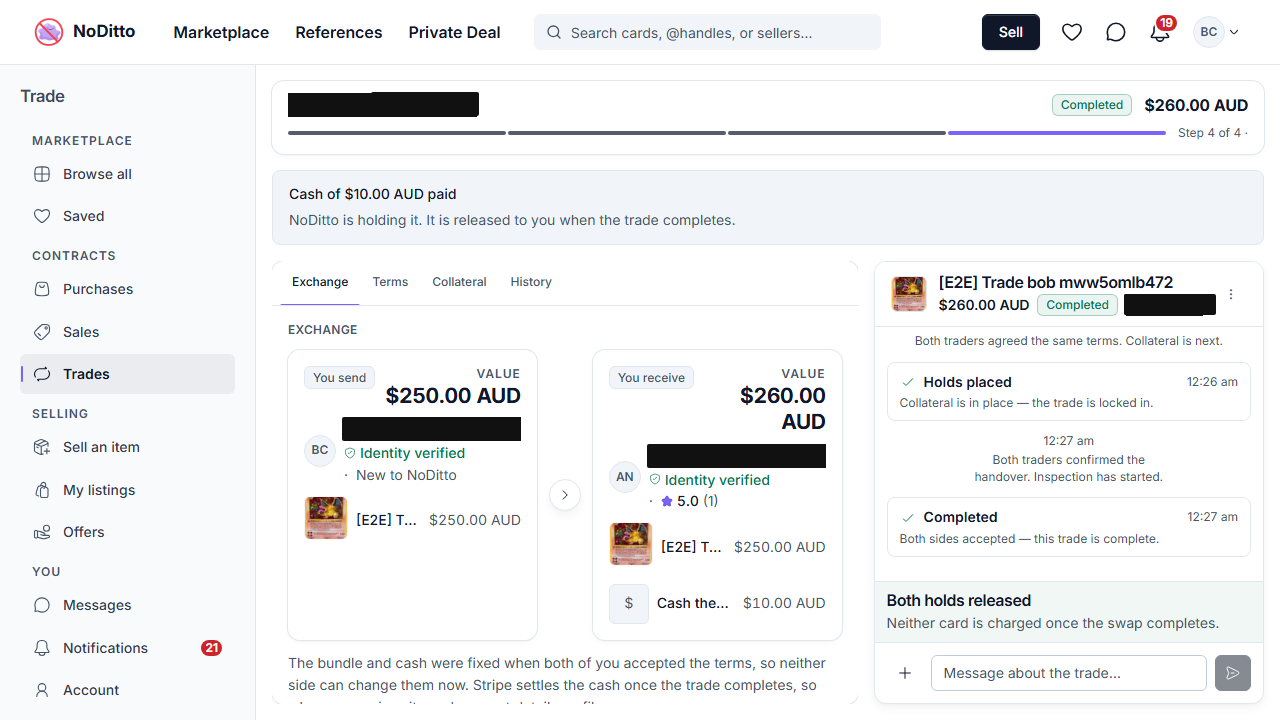 NoDitto
Marketplace
References
Private Deal
Search cards, @handles, or sellers...
Sell
19
BC
Trade
MARKETPLACE
Browse all
Saved
CONTRACTS
Purchases
Sales
Trades
SELLING
Sell an item
My listings
Offers
YOU
Messages
Notifications
21
Account
Completed
$260.00 AUD
Step 4 of 4 ·
Cash of $10.00 AUD paid
NoDitto is holding it. It is released to you when the trade completes.
Exchange
Terms
Collateral
History
EXCHANGE
You send
VALUE
$250.00 AUD
BC
Identity verified
· New to NoDitto
[E2E] T...
$250.00 AUD
You receive
VALUE
$260.00
AUD
AN
Identity verified
· 5.0 (1)
[E2E] T...
$250.00 AUD
$
Cash the...
$10.00 AUD
The bundle and cash were fixed when both of you accepted the terms, so neither
side can change them now. Stripe settles the cash once the trade completes, so
[E2E] Trade bob mww5omlb472
$260.00 AUD
Completed
Both traders agreed the same terms. Collateral is next.
Holds placed
12:26 am
Collateral is in place — the trade is locked in.
12:27 am
Both traders confirmed the
handover. Inspection has started.
Completed
12:27 am
Both sides accepted — this trade is complete.
Both holds released
Neither card is charged once the swap completes.
Message about the trade...